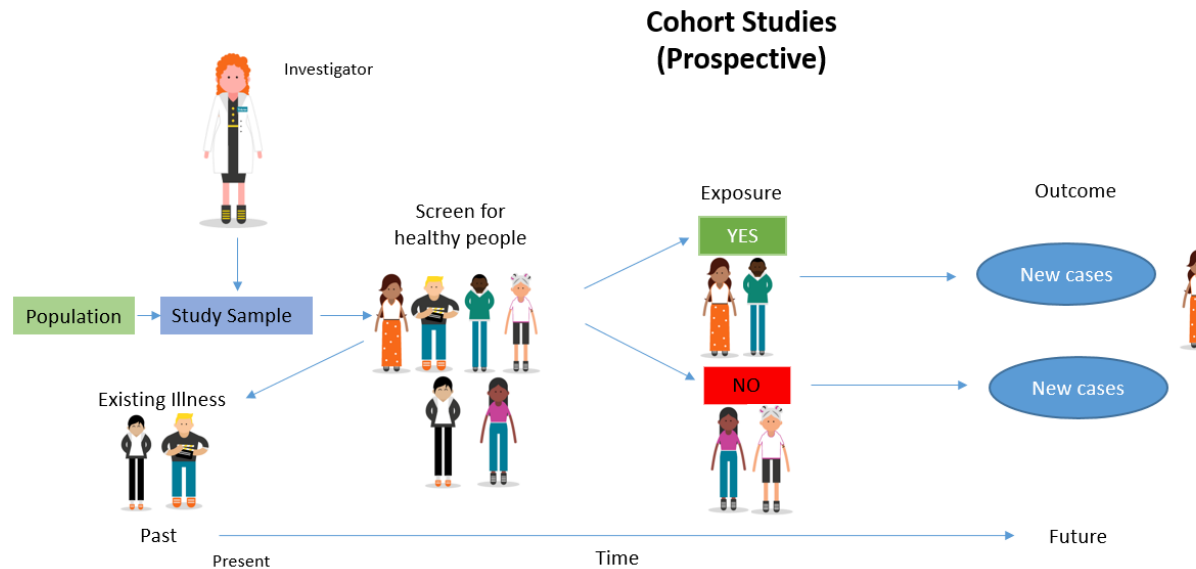 Cohort Studies
(Prospective)
Investigator
Screen for
healthy people
Exposure
Outcome
YES
New cases
Population
Study Sample
NO
New cases
Existing Illness
Past
Present
Time
Future